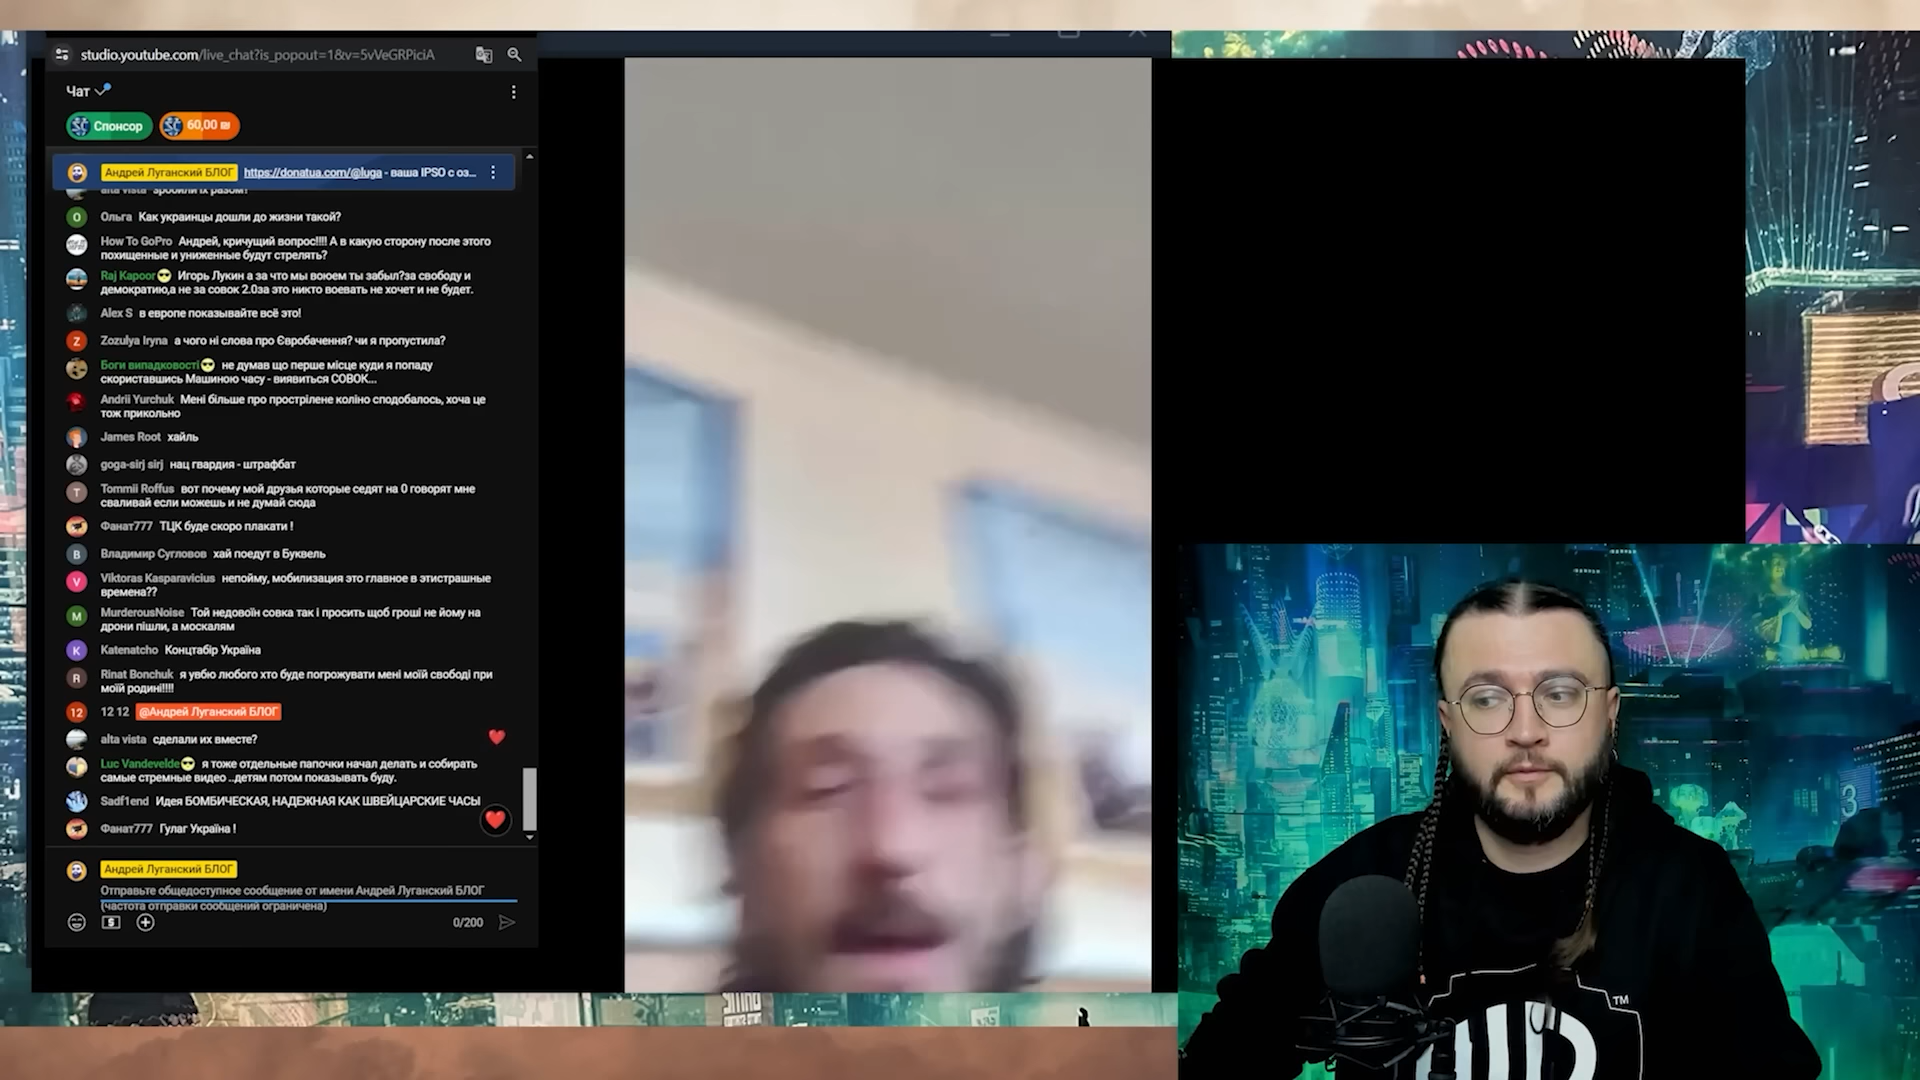 studio.youtube.com/live_chat?is_popout=1&v=5vVeGRPiciA
Чат
Спонсор
60,00 ₪
Андрей Луганский БЛОГ https://donatua.com/@luga - ваша IPSO с оз...
alta vista зробили їх разом?
Ольга Как украинцы дошли до жизни такой?
How To GoPro Андрей, кричущий вопрос!!!! А в какую сторону после этого
похищенные и униженные будут стрелять?
Raj Kapoor Игорь Лукин а за что мы воюем ты забыл?за свободу и
демократию,а не за совок 2.0за это никто воевать не хочет и не будет.
Alex S в европе показывайте всё это!
Zozulya Iryna а чого ні слова про Євробачення? чи я пропустила?
Боги випадковості не думав що перше місце куди я попаду
скориставшись Машиною часу - виявиться СОВОК...
Andrii Yurchuk Мені більше про прострілене коліно сподобалось, хоча це
тож прикольно
James Root хайль
goga-sirj sirj нац гвардия - штрафбат
Tommii Roffus вот почему мой друзья которые седят на 0 говорят мне
сваливай если можешь и не думай сюда
Фанат777 ТЦК буде скоро плакати !
Владимир Сугловов хай поедут в Буквель
Viktoras Kasparavicius непойму, мобилизация это главное в этистрашные
времена??
MurderousNoise Той недовоїн совка так і просить щоб гроші не йому на
дрони пішли, а москалям
Katenatcho Концтабір Україна
Rinat Bonchuk я увбю любого хто буде погрожувати мені моїй свободі при
моїй родині!!!!
12 12 @Андрей Луганский БЛОГ
alta vista сделали их вместе?
Luc Vandevelde я тоже отдельные папочки начал делать и собирать
самые стремные видео ..детям потом показывать буду.
Sadf1end Идея БОМБИЧЕСКАЯ, НАДЕЖНАЯ КАК ШВЕЙЦАРСКИЕ ЧАСЫ
Фанат777 Гулаг Україна !
Андрей Луганский БЛОГ
Отправьте общедоступное сообщение от имени Андрей Луганский БЛОГ
(частота отправки сообщений ограничена)
0/200
TM